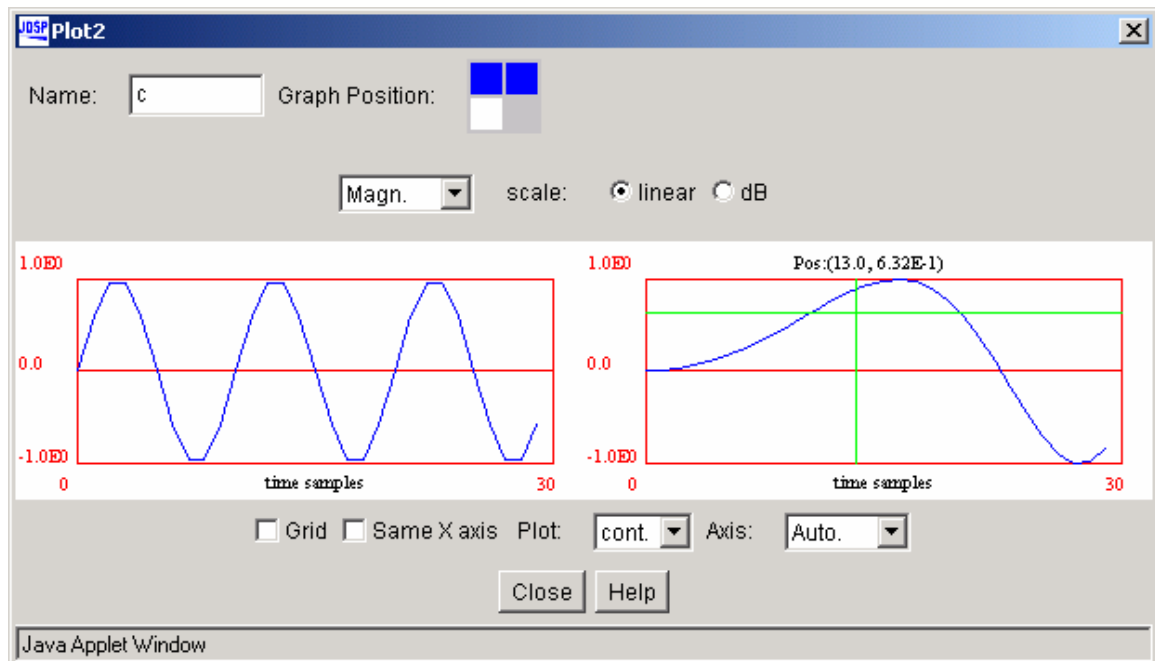 JDSP Plot2
Name: c Graph Position:
Magn. scale: linear dB
1.0E0
0.0
-1.0E0
0 time samples 30
1.0E0 Pos:(13.0, 6.32E-1)
0.0
-1.0E0
0 time samples 30
Grid Same X axis Plot: cont. Axis: Auto.
Close Help
Java Applet Window